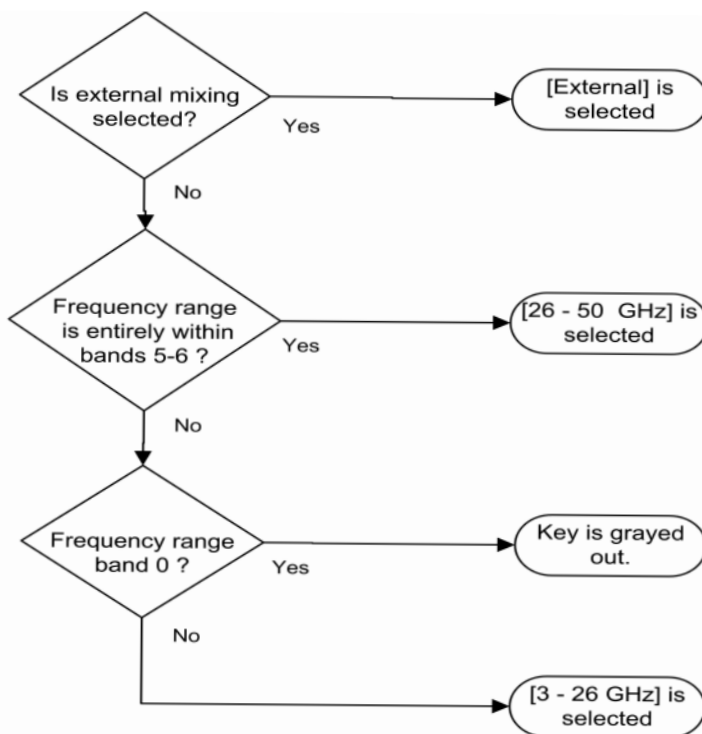 Is external mixing
selected?
Yes
[External] is
selected
No
Frequency range
is entirely within
bands 5-6 ?
Yes
[26 - 50 GHz] is
selected
No
Frequency range
band 0 ?
Yes
Key is grayed
out.
No
[3 - 26 GHz] is
selected